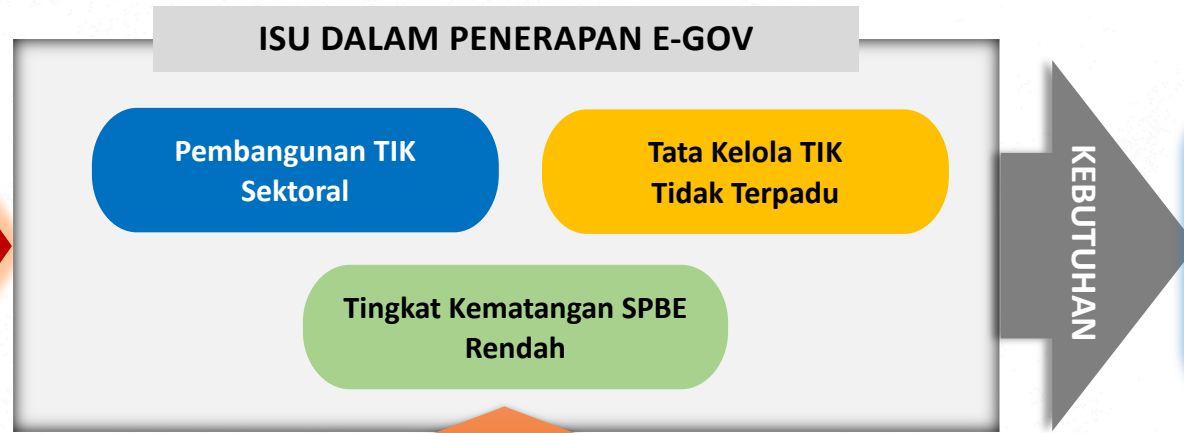 ISU DALAM PENERAPAN E-GOV
Pembangunan TIK
Sektoral
Tata Kelola TIK
Tidak Terpadu
Tingkat Kematangan SPBE
Rendah
KEBUTUHAN